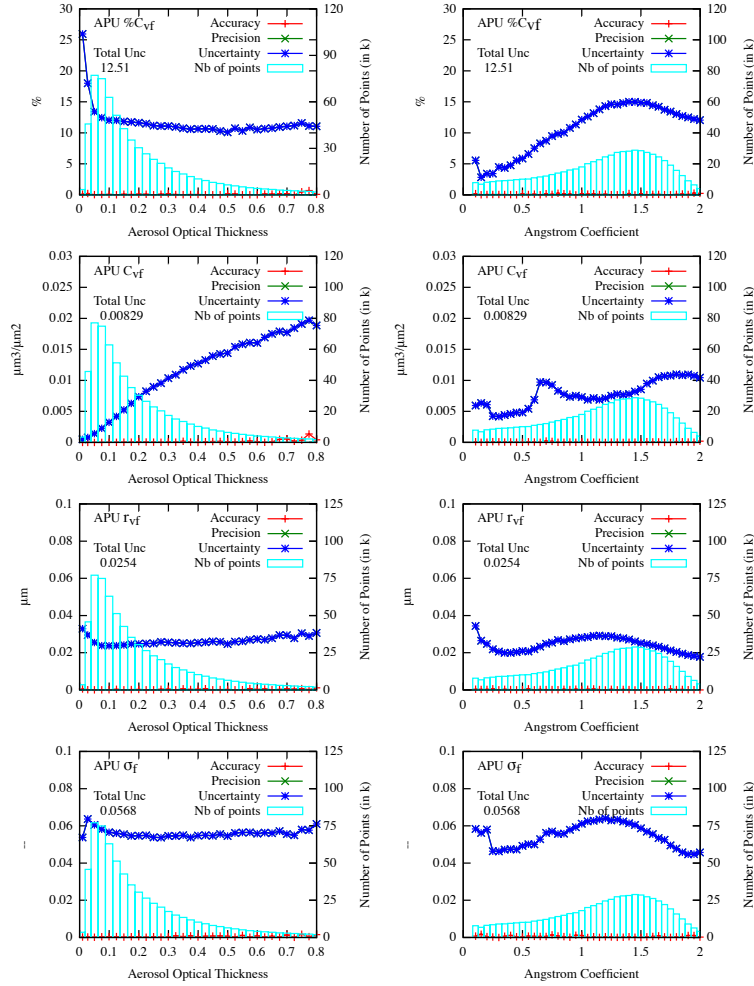 APU %Cvf
Total Unc
12.51
Accuracy
Precision
Uncertainty
Nb of points
30
25
20
15
10
5
0
%
120
90
60
30
0
Number of Points (in k)
0 0.1 0.2 0.3 0.4 0.5 0.6 0.7 0.8
Aerosol Optical Thickness
APU %Cvf
Total Unc
12.51
Accuracy
Precision
Uncertainty
Nb of points
30
25
20
15
10
5
0
%
120
100
80
60
40
20
0
Number of Points (in k)
0 0.5 1 1.5 2
Angstrom Coefficient
APU Cvf
Total Unc
0.00829
Accuracy
Precision
Uncertainty
Nb of points
0.03
0.025
0.02
0.015
0.01
0.005
0
µm3/µm2
120
100
80
60
40
20
0
Number of Points (in k)
0 0.1 0.2 0.3 0.4 0.5 0.6 0.7 0.8
Aerosol Optical Thickness
APU Cvf
Total Unc
0.00829
Accuracy
Precision
Uncertainty
Nb of points
0.03
0.025
0.02
0.015
0.01
0.005
0
µm3/µm2
120
100
80
60
40
20
0
Number of Points (in k)
0 0.5 1 1.5 2
Angstrom Coefficient
APU rvf
Total Unc
0.0254
Accuracy
Precision
Uncertainty
Nb of points
0.1
0.08
0.06
0.04
0.02
0
µm
125
100
75
50
25
0
Number of Points (in k)
0 0.1 0.2 0.3 0.4 0.5 0.6 0.7 0.8
Aerosol Optical Thickness
APU rvf
Total Unc
0.0254
Accuracy
Precision
Uncertainty
Nb of points
0.1
0.08
0.06
0.04
0.02
0
µm
125
100
75
50
25
0
Number of Points (in k)
0 0.5 1 1.5 2
Angstrom Coefficient
APU σf
Total Unc
0.0568
Accuracy
Precision
Uncertainty
Nb of points
0.1
0.08
0.06
0.04
0.02
0
--
125
100
75
50
25
0
Number of Points (in k)
0 0.1 0.2 0.3 0.4 0.5 0.6 0.7 0.8
Aerosol Optical Thickness
APU σf
Total Unc
0.0568
Accuracy
Precision
Uncertainty
Nb of points
0.1
0.08
0.06
0.04
0.02
0
--
125
100
75
50
25
0
Number of Points (in k)
0 0.5 1 1.5 2
Angstrom Coefficient